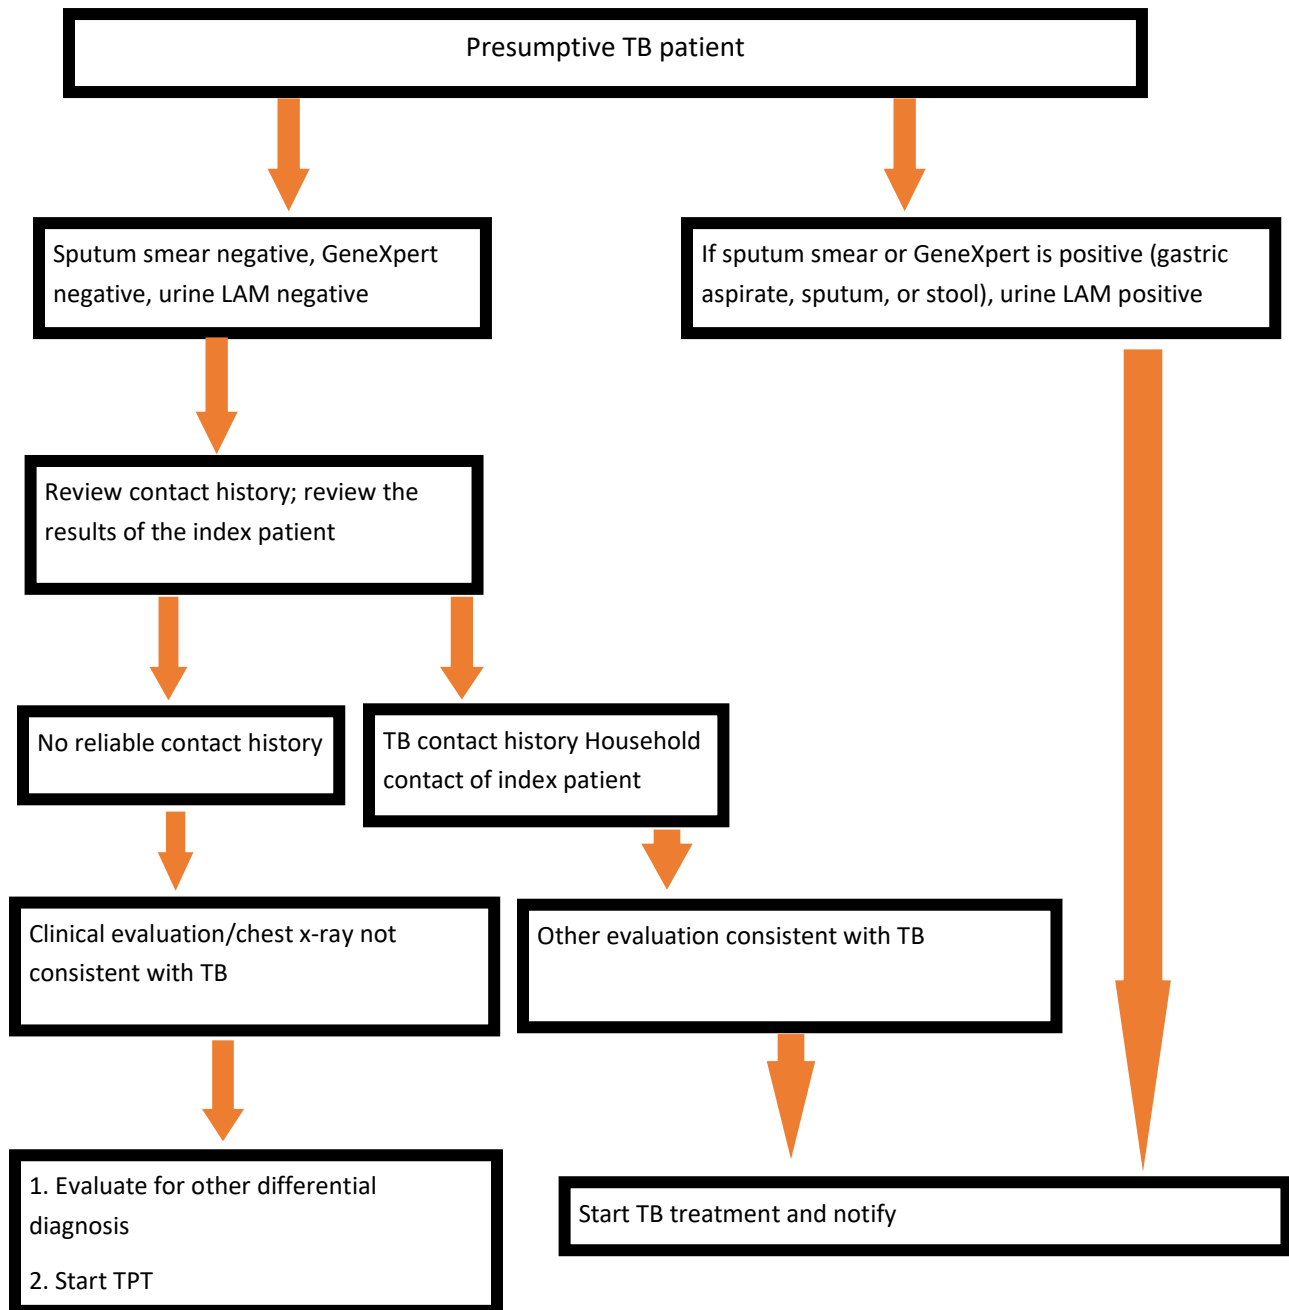 Presumptive TB patient
Sputum smear negative, GeneXpert
negative, urine LAM negative
If sputum smear or GeneXpert is positive (gastric
aspirate, sputum, or stool), urine LAM positive
Review contact history; review the
results of the index patient
No reliable contact history
TB contact history Household
contact of index patient
Clinical evaluation/chest x-ray not
consistent with TB
Other evaluation consistent with TB
1. Evaluate for other differential
diagnosis
2. Start TPT
Start TB treatment and notify